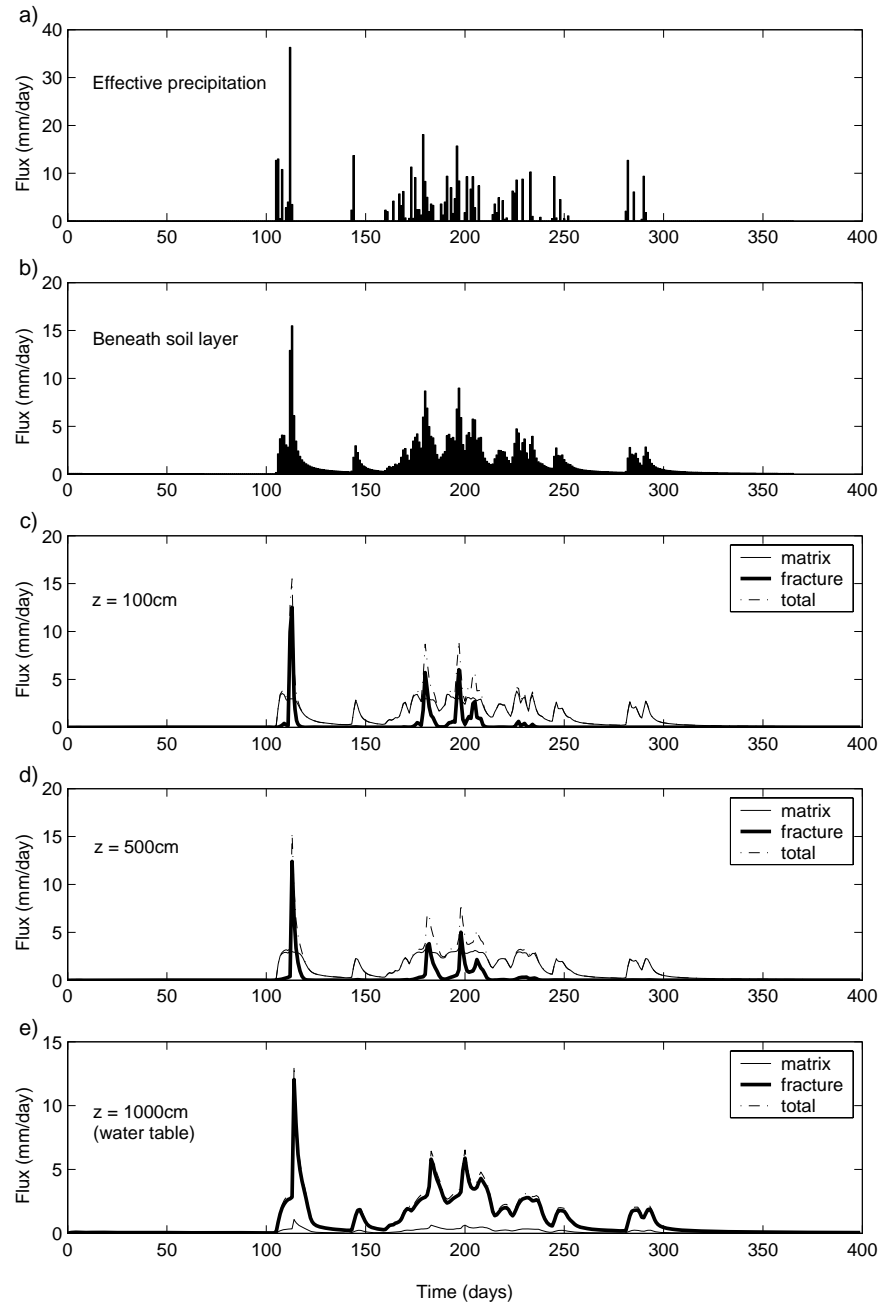 a)
40
30
20
10
0
Flux (mm/day)
Effective precipitation
0 50 100 150 200 250 300 350 400
b)
20
15
10
5
0
Flux (mm/day)
Beneath soil layer
0 50 100 150 200 250 300 350 400
c)
20
15
10
5
0
Flux (mm/day)
z = 100cm
matrix
fracture
total
0 50 100 150 200 250 300 350 400
d)
20
15
10
5
0
Flux (mm/day)
z = 500cm
matrix
fracture
total
0 50 100 150 200 250 300 350 400
e)
15
10
5
0
Flux (mm/day)
z = 1000cm
(water table)
matrix
fracture
total
0 50 100 150 200 250 300 350 400
Time (days)